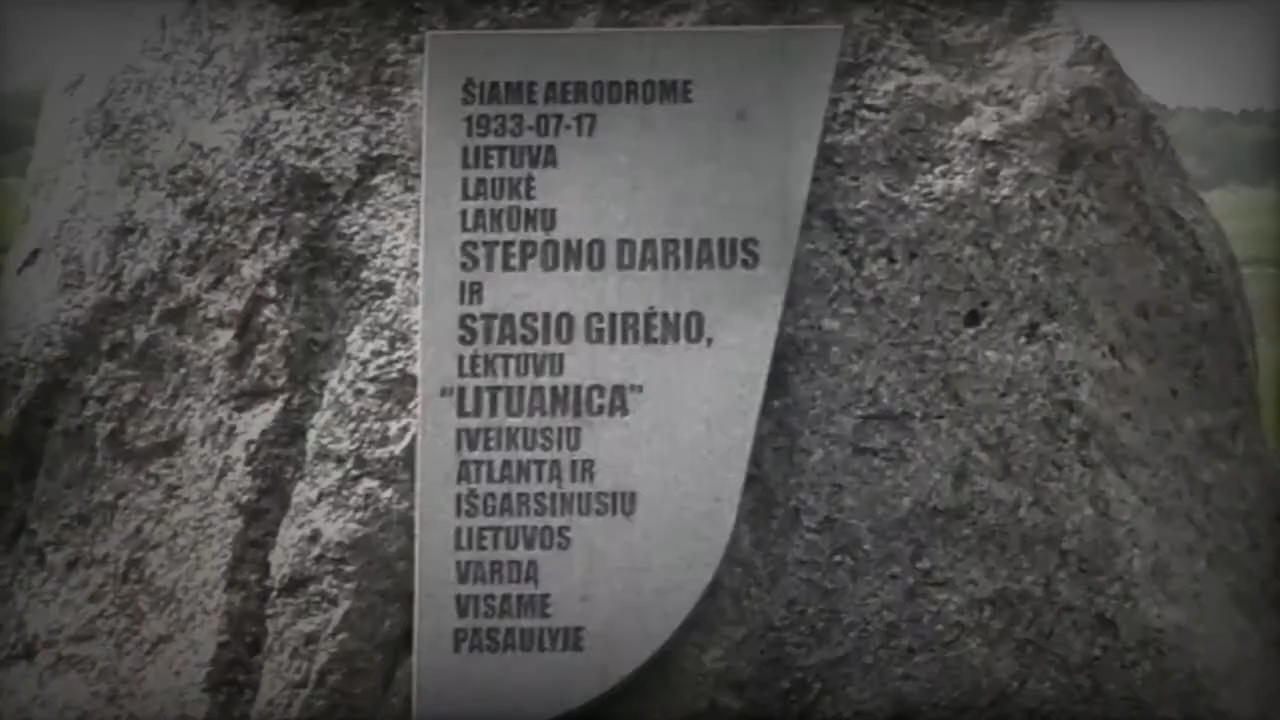 ŠIAME AERODROME
1933-07-17
LIETUVA
LAUKĖ
LAKŪNŲ
STEPONO DARIAUS
IR
STASIO GIRĖNO,
LĖKTUVU
"LITUANICA"
ĮVEIKUSIŲ
ATLANTĄ IR
IŠGARSINUSIŲ
LIETUVOS
VARDĄ
VISAME
PASAULYJE